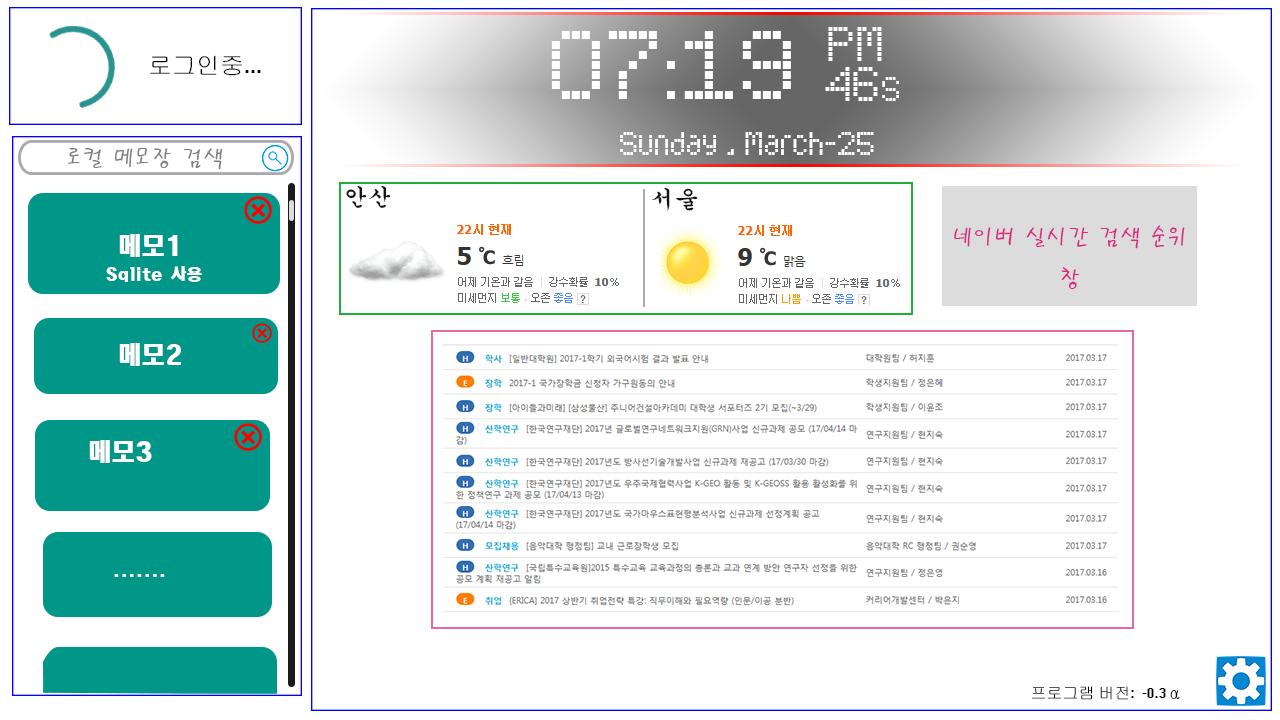 로그인중...
로컬 메모장 검색
메모1
Sqlite 사용
메모2
메모3
.......
07:19 PM 46s
Sunday , March-25
안산
22시 현재
5 ℃ 흐림
어제 기온과 같음 | 강수확률 10%
미세먼지 보통 · 오존 좋음 ?
서울
22시 현재
9 ℃ 맑음
어제 기온과 같음 | 강수확률 10%
미세먼지 나쁨 · 오존 좋음 ?
네이버 실시간 검색 순위
창
H 학사 [일반대학원] 2017-1학기 외국어시험 결과 발표 안내 대학원팀 / 허지훈 2017.03.17
E 장학 2017-1 국가장학금 신청자 가구원동의 안내 학생지원팀 / 정은혜 2017.03.17
H 장학 [아이들과미래] [삼성물산] 주니어건설아카데미 대학생 서포터즈 2기 모집(~3/29) 학생지원팀 / 이윤조 2017.03.17
H 산학연구 [한국연구재단] 2017년 글로벌연구네트워크지원(GRN)사업 신규과제 공모 (17/04/14 마
감) 연구지원팀 / 현지숙 2017.03.17
H 산학연구 [한국연구재단] 2017년도 방사선기술개발사업 신규과제 재공고 (17/03/30 마감) 연구지원팀 / 현지숙 2017.03.17
H 산학연구 [한국연구재단] 2017년도 우주국제협력사업 K-GEO 활동 및 K-GEOSS 활용 활성화를 위
한 정책연구 과제 공모 (17/04/13 마감) 연구지원팀 / 현지숙 2017.03.17
H 산학연구 [한국연구재단] 2017년도 국가마우스표현형분석사업 신규과제 선정계획 공고
(17/04/14 마감) 연구지원팀 / 현지숙 2017.03.17
H 모집채용 [음악대학 행정팀] 교내 근로장학생 모집 음악대학 RC 행정팀 / 권순영 2017.03.17
H 산학연구 [국립특수교육원]2015 특수교육 교육과정의 총론과 교과 연계 방안 연구자 선정을 위한
공모 계획 재공고 알림 연구지원팀 / 정은영 2017.03.16
E 취업 {ERICA] 2017 상반기 취업전략 특강: 직무이해와 필요역량 (인문/이공 분반) 커리어개발센터 / 박은지 2017.03.16
프로그램 버전: -0.3 α